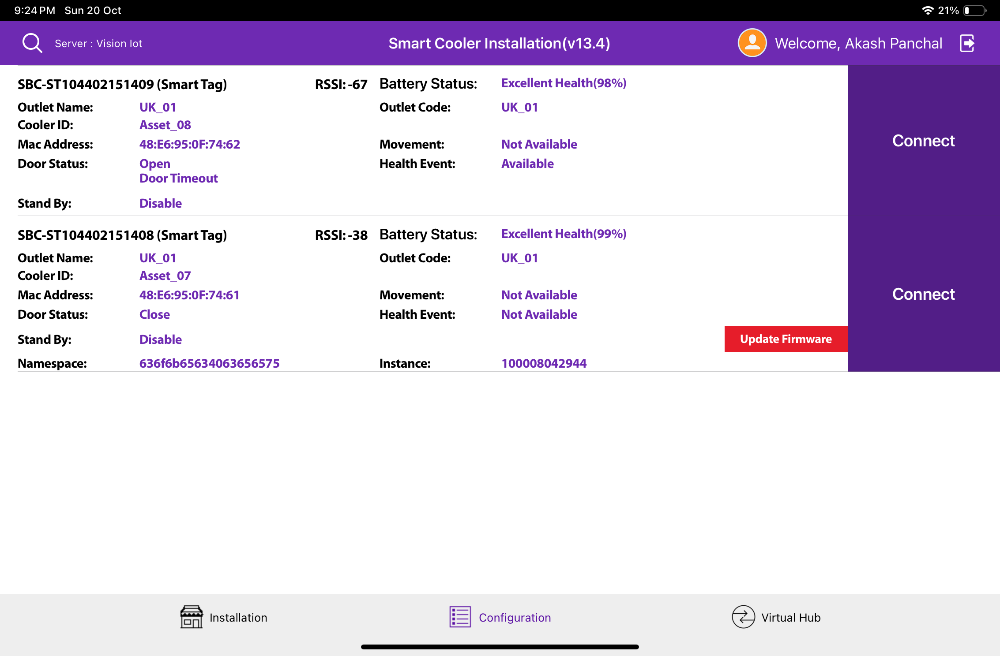 9:24 PM Sun 20 Oct 21%
Server : Vision Iot Smart Cooler Installation(v13.4) Welcome, Akash Panchal
SBC-ST104402151409 (Smart Tag) RSSI: -67 Battery Status: Excellent Health(98%)
Outlet Name: UK_01 Outlet Code: UK_01
Cooler ID: Asset_08
Mac Address: 48:E6:95:0F:74:62 Movement: Not Available
Door Status: Open Health Event: Available
Door Timeout
Stand By: Disable
Connect
SBC-ST104402151408 (Smart Tag) RSSI: -38 Battery Status: Excellent Health(99%)
Outlet Name: UK_01 Outlet Code: UK_01
Cooler ID: Asset_07
Mac Address: 48:E6:95:0F:74:61 Movement: Not Available
Door Status: Close Health Event: Not Available
Stand By: Disable
Update Firmware
Namespace: 636f6b65634063656575 Instance: 100008042944
Connect
Installation Configuration Virtual Hub